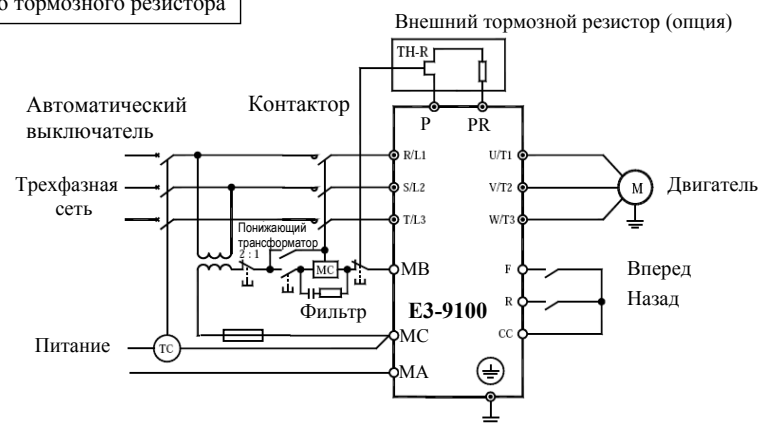 о тормозного резистора
Внешний тормозной резистор (опция)
TH-R
Автоматический
выключатель
Контактор
P
PR
R/L1
U/T1
Трехфазная
сеть
S/L2
V/T2
M
Двигатель
T/L3
W/T3
Понижающий
трансформатор
2 : 1
MC
MB
F
Вперед
Фильтр
E3-9100
R
Назад
MC
CC
Питание
TC
MA